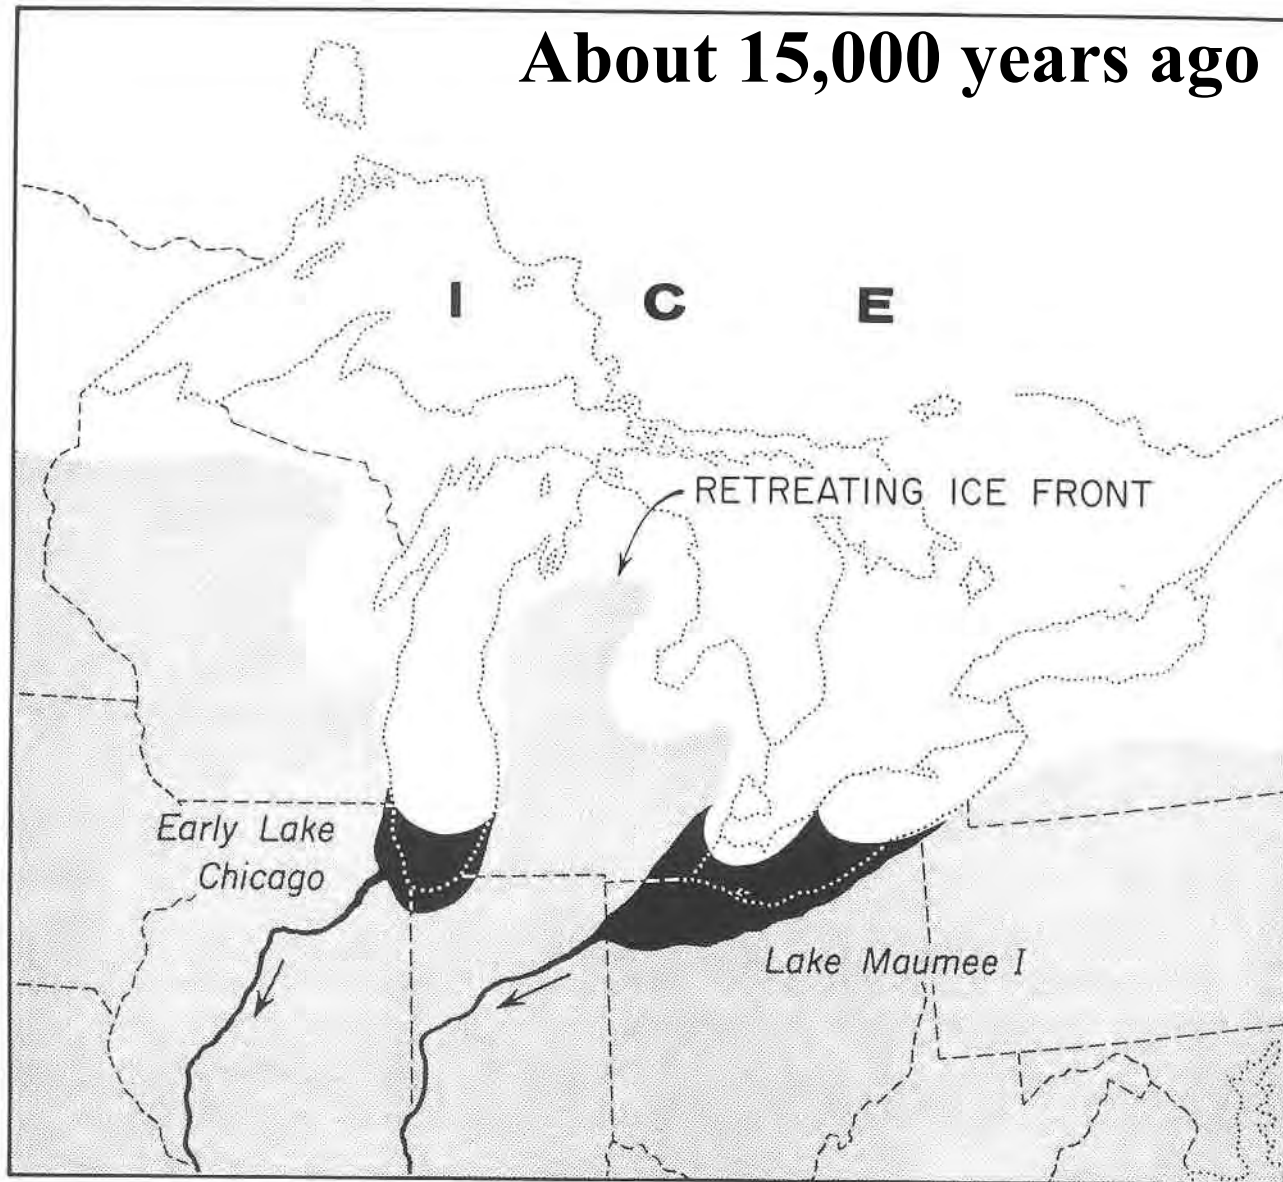 About 15,000 years ago
I C E
RETREATING ICE FRONT
Early Lake
Chicago
Lake Maumee I